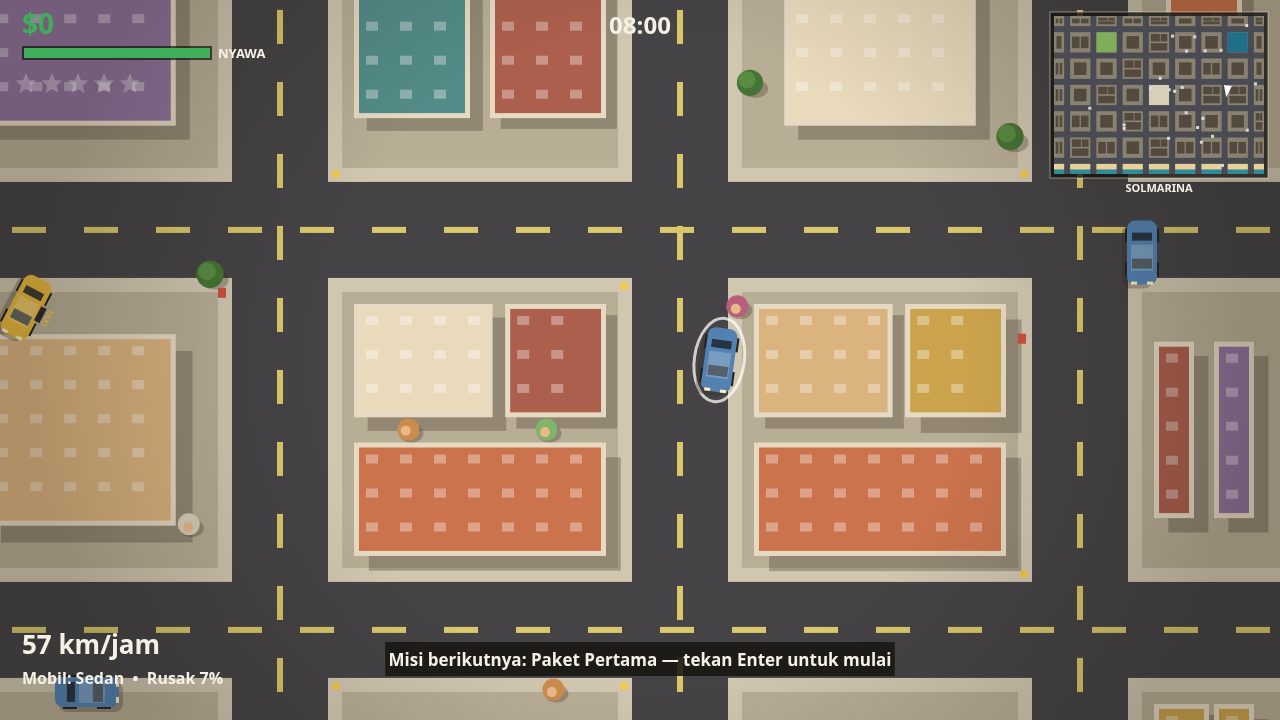 $0
08:00
NYAWA
SOLMARINA
57 km/jam
Misi berikutnya: Paket Pertama — tekan Enter untuk mulai
Mobil: Sedan • Rusak 7%